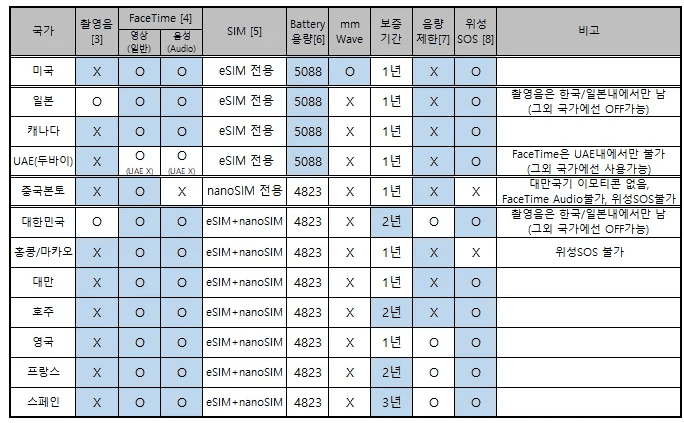 국가 촬영음[3] FaceTime [4] 영상(일반) 음성(Audio) SIM [5] Battery용량[6] mmWave 보증기간 음량제한[7] 위성SOS [8] 비고
미국 X O O eSIM 전용 5088 O 1년 X O
일본 O O O eSIM 전용 5088 X 1년 X O 촬영음은 한국/일본내에서만 남
(그외 국가에선 OFF가능)
캐나다 X O O eSIM 전용 5088 X 1년 X O
UAE(두바이) X O(UAE X) O(UAE X) eSIM 전용 5088 X 1년 X O FaceTime은 UAE내에서만 불가
(그외 국가에선 사용가능)
중국본토 X O X nanoSIM 전용 4823 X 1년 X X 대만국기 이모티콘 없음,
FaceTime Audio불가, 위성SOS불가
대한민국 O O O eSIM+nanoSIM 4823 X 2년 O O 촬영음은 한국/일본내에서만 남
(그외 국가에선 OFF가능)
홍콩/마카오 X O O eSIM+nanoSIM 4823 X 1년 X X 위성SOS 불가
대만 X O O eSIM+nanoSIM 4823 X 1년 X O
호주 X O O eSIM+nanoSIM 4823 X 2년 X O
영국 X O O eSIM+nanoSIM 4823 X 1년 O O
프랑스 X O O eSIM+nanoSIM 4823 X 2년 O O
스페인 X O O eSIM+nanoSIM 4823 X 3년 O O